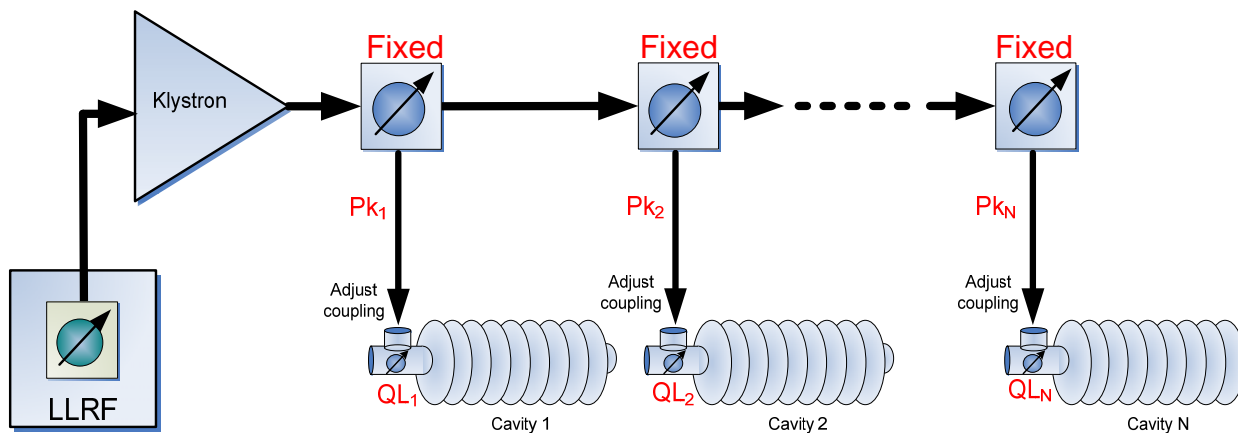 Fixed
Fixed
Fixed
Klystron
Pk1
Pk2
PkN
Adjust
coupling
Adjust
coupling
Adjust
coupling
QL1
QL2
QLN
LLRF
Cavity 1
Cavity 2
Cavity N